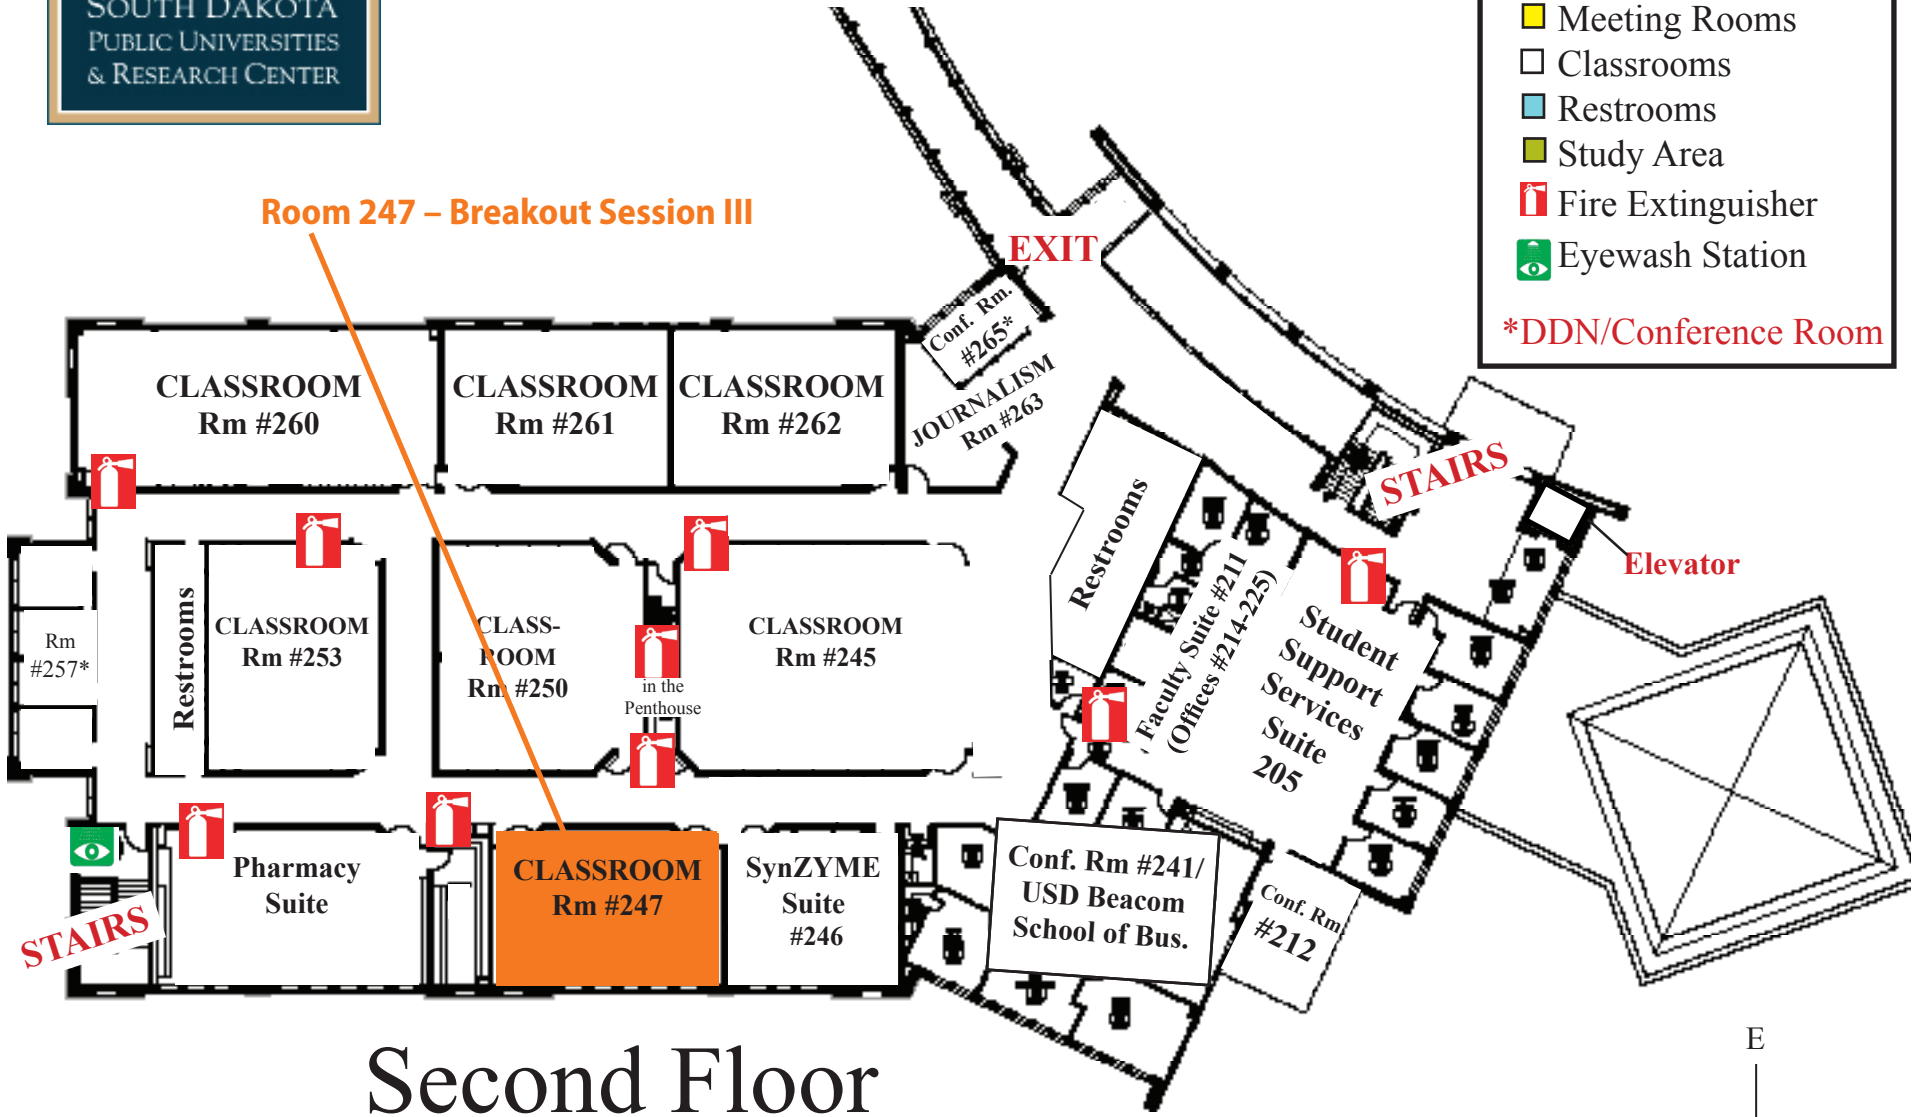 SOUTH DAKOTA
PUBLIC UNIVERSITIES
& RESEARCH CENTER
Meeting Rooms
Classrooms
Restrooms
Study Area
Fire Extinguisher
Eyewash Station
*DDN/Conference Room
Room 247 – Breakout Session III
EXIT
Conf. Rm.
#265*
JOURNALISM
Rm #263
CLASSROOM
Rm #260
CLASSROOM
Rm #261
CLASSROOM
Rm #262
STAIRS
Elevator
Restrooms
Faculty Suite #211
(Offices #214-225)
Student
Support
Services
Suite
205
Rm
#257*
Restrooms
CLASSROOM
Rm #253
CLASS-
ROOM
Rm #250
in the
Penthouse
CLASSROOM
Rm #245
STAIRS
Pharmacy
Suite
CLASSROOM
Rm #247
SynZYME
Suite
#246
Conf. Rm #241/
USD Beacom
School of Bus.
Conf. Rm.
#212
Second Floor
E